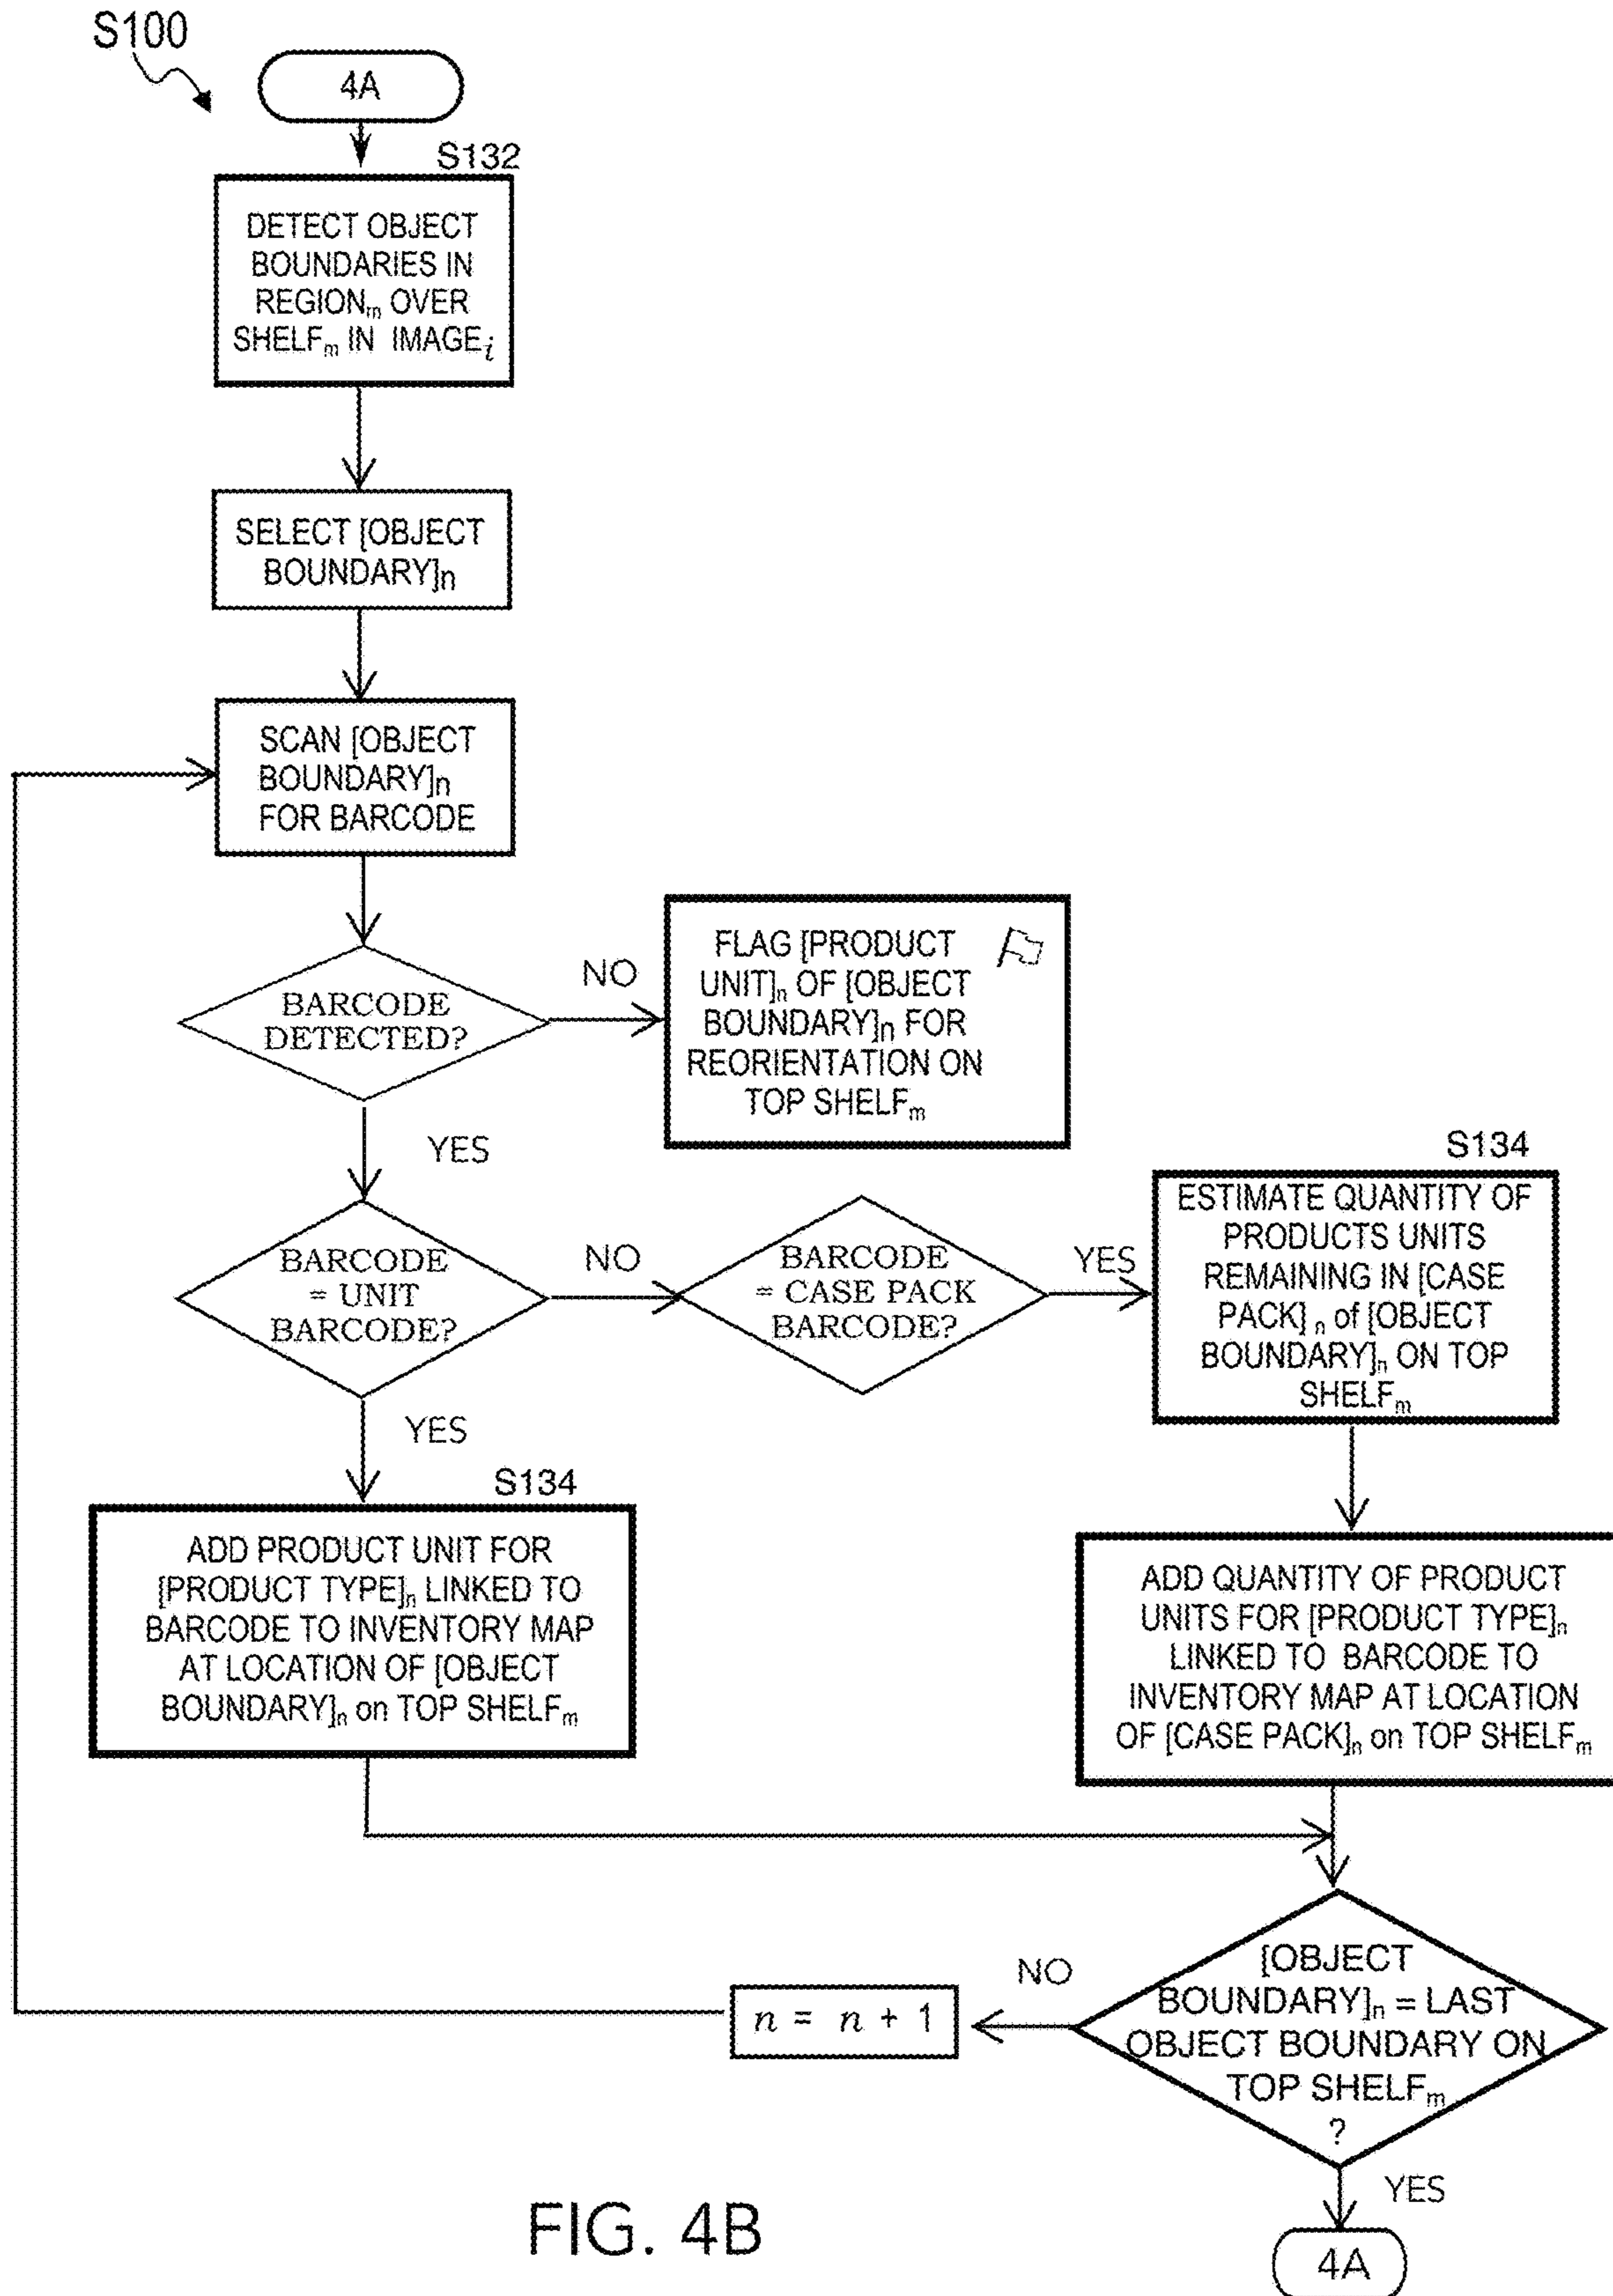 S100
4A
S132
DETECT OBJECT
BOUNDARIES IN
REGIONm OVER
SHELFm IN IMAGEi
SELECT [OBJECT
BOUNDARY]n
SCAN [OBJECT
BOUNDARY]n
FOR BARCODE
BARCODE
DETECTED?
NO
FLAG [PRODUCT
UNIT]n OF [OBJECT
BOUNDARY]n FOR
REORIENTATION ON
TOP SHELFm
YES
BARCODE
= UNIT
BARCODE?
NO
BARCODE
= CASE PACK
BARCODE?
YES
S134
ESTIMATE QUANTITY OF
PRODUCTS UNITS
REMAINING IN [CASE
PACK] n of [OBJECT
BOUNDARY]n ON TOP
SHELFm
YES
S134
ADD PRODUCT UNIT FOR
[PRODUCT TYPE]n LINKED TO
BARCODE TO INVENTORY MAP
AT LOCATION OF [OBJECT
BOUNDARY]n on TOP SHELFm
ADD QUANTITY OF PRODUCT
UNITS FOR [PRODUCT TYPE]n
LINKED TO BARCODE TO
INVENTORY MAP AT LOCATION
OF [CASE PACK]n on TOP SHELFm
[OBJECT
BOUNDARY]n = LAST
OBJECT BOUNDARY ON
TOP SHELFm
?
NO
n = n + 1
YES
4A
FIG. 4B